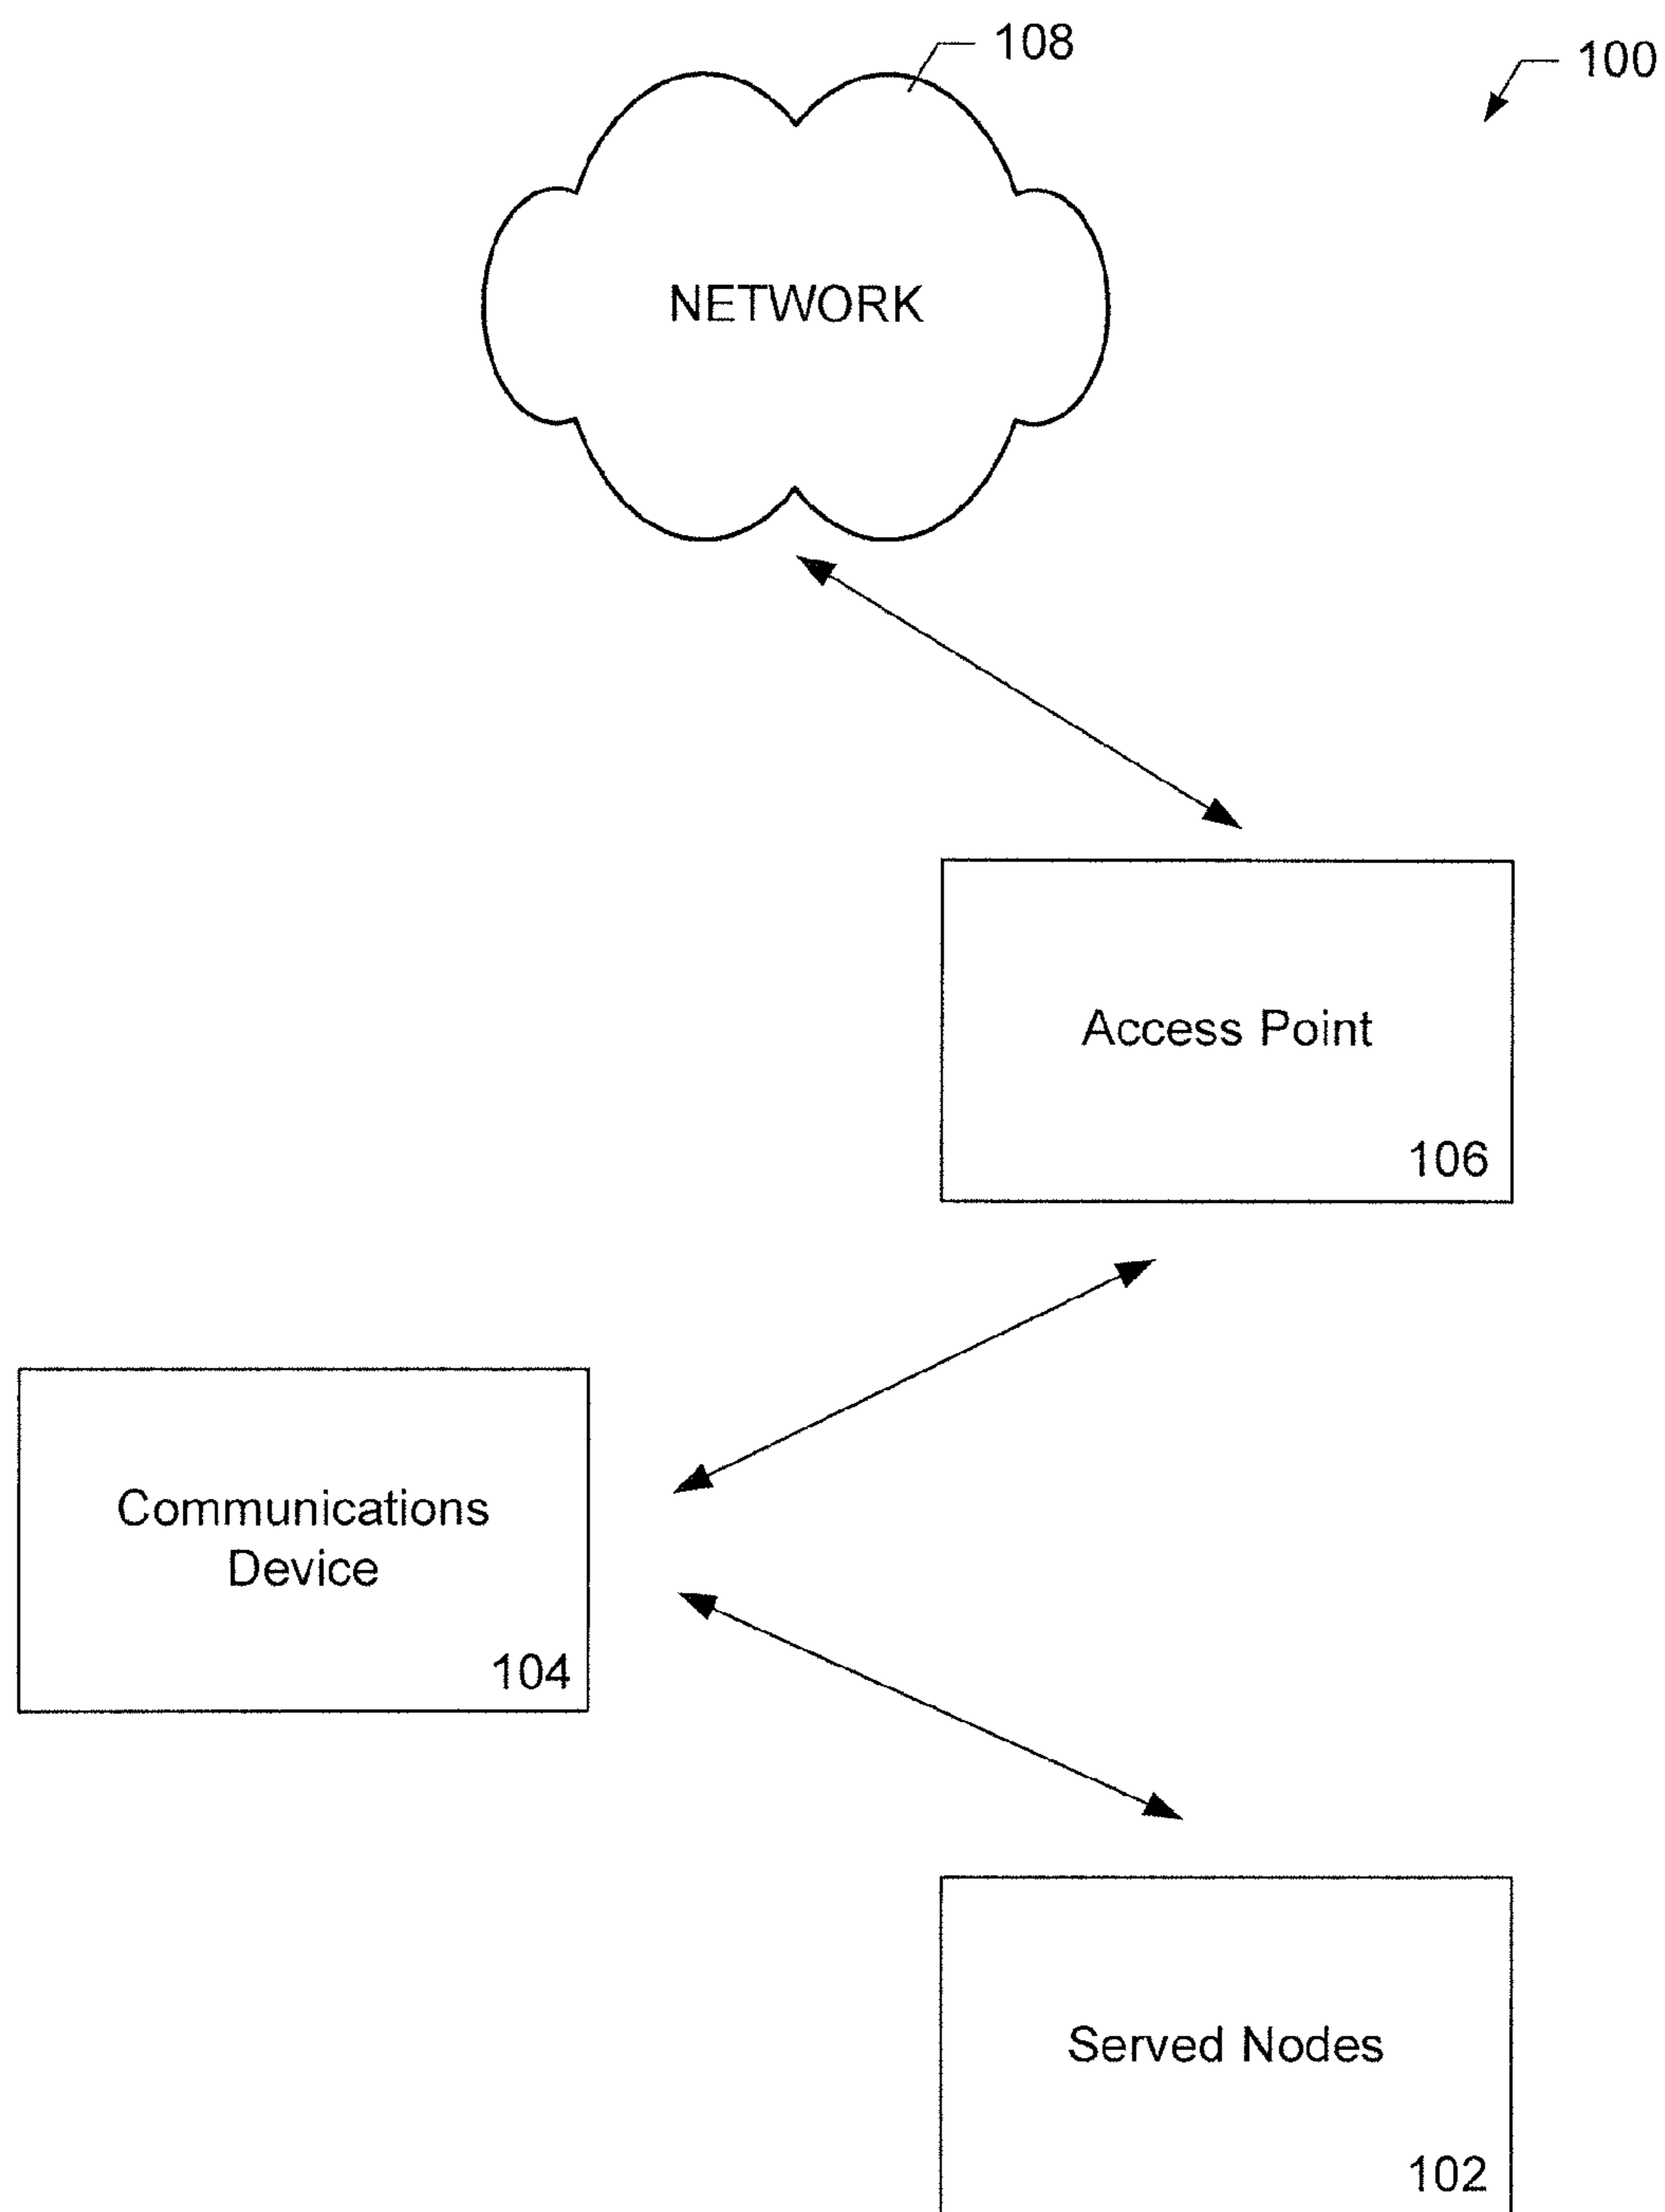 108
100
NETWORK
Access Point
106
Communications
Device
104
Served Nodes
102